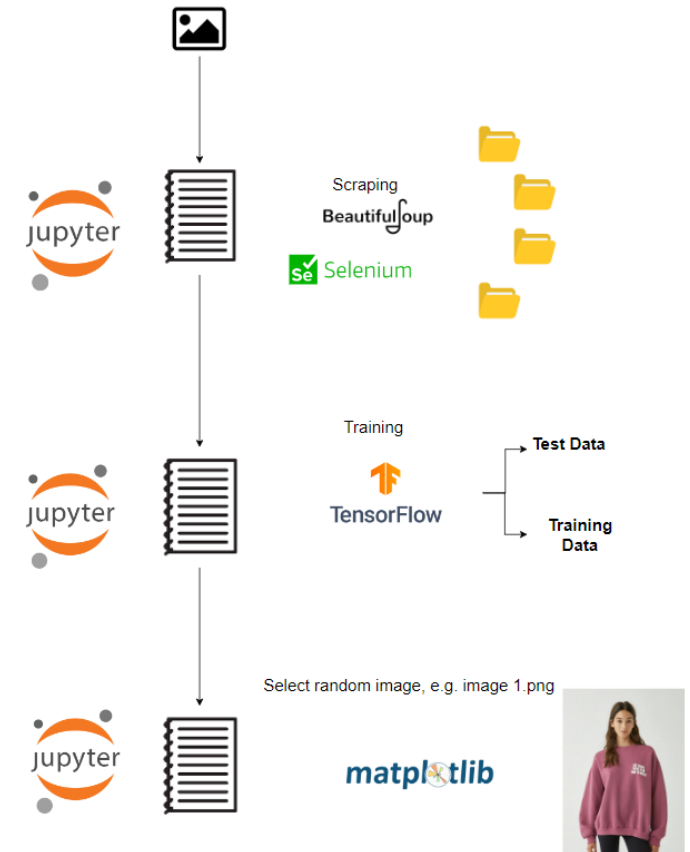 Scraping
jupyter
Beautiful Soup
Se Selenium
Training
Test Data
jupyter
TensorFlow
Training
Data
Select random image, e.g. image 1.png
jupyter
matplotlib